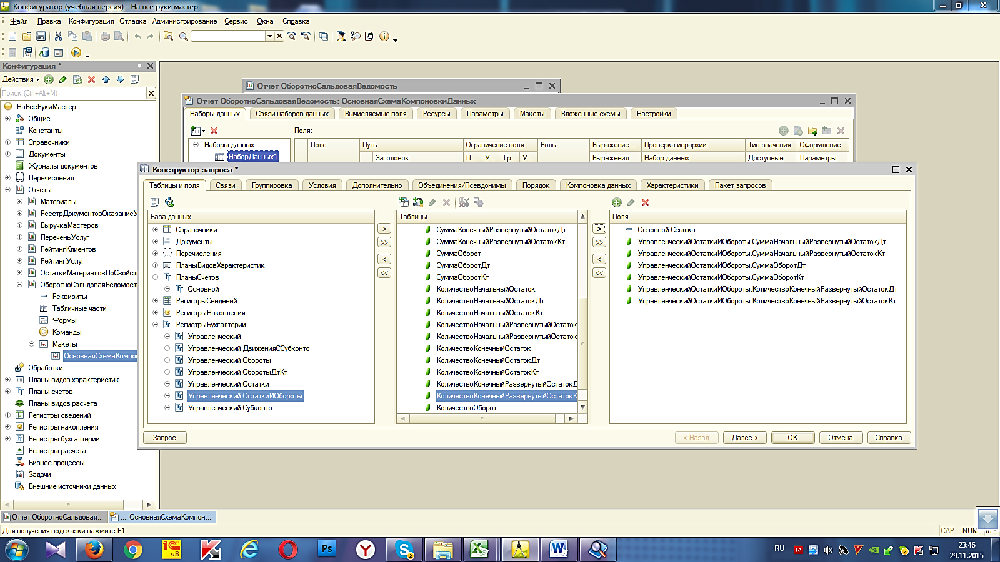 Конфигуратор (учебная версия) - На все руки мастер
Файл Правка Конфигурация Отладка Администрирование Сервис Окна Справка
Конфигурация *
Действия
Поиск (Ctrl+Alt+M)
НаВсеРукиМастер
Общие
Константы
Справочники
Документы
Журналы документов
Перечисления
Отчеты
Материалы
РеестрДокументовОказаниеУ
ВыручкаМастеров
ПереченьУслуг
РейтингКлиентов
РейтингУслуг
ОстаткиМатериаловПоСвойст
ОборотноСальдоваяВедомост
Реквизиты
Табличные части
Формы
Команды
Макеты
ОсновнаяСхемаКомпо
Обработки
Планы видов характеристик
Планы счетов
Планы видов расчета
Регистры сведений
Регистры накопления
Регистры бухгалтерии
Регистры расчета
Бизнес-процессы
Задачи
Внешние источники данных
Отчет ОборотноСальдоваяВедомость
Отчет ОборотноСальдоваяВедомость: ОсновнаяСхемаКомпоновкиДанных
Наборы данных Связи наборов данных Вычисляемые поля Ресурсы Параметры Макеты Вложенные схемы Настройки
Поля:
Наборы данных
НаборДанных1
Поле Путь Ограничение поля Роль Выражение ... Проверка иерархии: Тип значения Оформление
Заголовок П... У... Гр... У... Выражения Набор данных Доступные Параметры
Конструктор запроса *
Таблицы и поля Связи Группировка Условия Дополнительно Объединения/Псевдонимы Порядок Компоновка данных Характеристики Пакет запросов
База данных
Справочники
Документы
Перечисления
ПланыВидовХарактеристик
ПланыСчетов
Основной
РегистрыСведений
РегистрыНакопления
РегистрыБухгалтерии
Управленческий
Управленческий.ДвиженияССубконто
Управленческий.Обороты
Управленческий.ОборотыДтКт
Управленческий.Остатки
Управленческий.ОстаткиИОбороты
Управленческий.Субконто
> >> < <<
Таблицы
СуммаКонечныйРазвернутыйОстатокДт
СуммаКонечныйРазвернутыйОстатокКт
СуммаОборот
СуммаОборотДт
СуммаОборотКт
КоличествоНачальныйОстаток
КоличествоНачальныйОстатокДт
КоличествоНачальныйОстатокКт
КоличествоНачальныйРазвернутыйОстаток
КоличествоНачальныйРазвернутыйОстаток
КоличествоКонечныйОстаток
КоличествоКонечныйОстатокДт
КоличествоКонечныйОстатокКт
КоличествоКонечныйРазвернутыйОстатокД
КоличествоКонечныйРазвернутыйОстатокК
КоличествоОборот
> >> < <<
Поля
Основной.Ссылка
УправленческийОстаткиИОбороты.СуммаНачальныйРазвернутыйОстатокДт
УправленческийОстаткиИОбороты.СуммаНачальныйРазвернутыйОстатокКт
УправленческийОстаткиИОбороты.СуммаОборотДт
УправленческийОстаткиИОбороты.СуммаОборотКт
УправленческийОстаткиИОбороты.КоличествоКонечныйРазвернутыйОстатокДт
УправленческийОстаткиИОбороты.КоличествоКонечныйРазвернутыйОстатокКт
Запрос < Назад Далее > ОК Отмена Справка
Отчет ОборотноСальдовая... ...: ОсновнаяСхемаКомпон...
Для получения подсказки нажмите F1
CAP NUM
1С v8 Ps
RU 23:46
29.11.2015